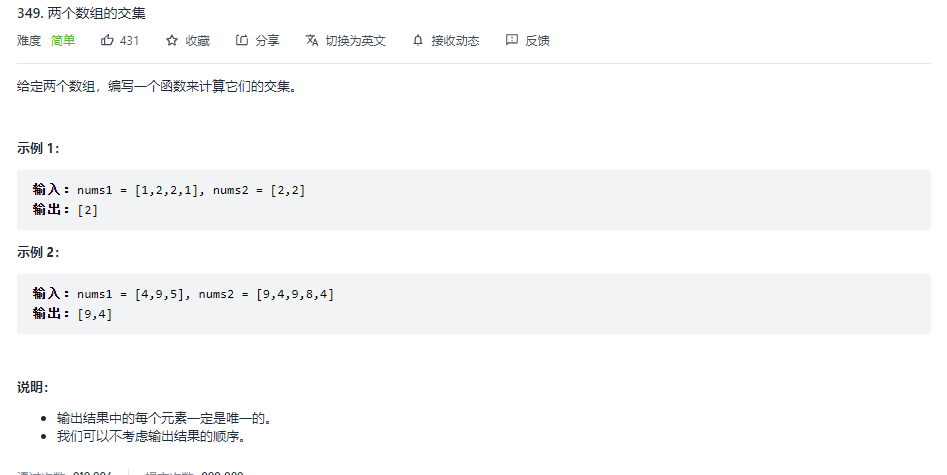 349. 两个数组的交集
难度 简单 431 收藏 分享 切换为英文 接收动态 反馈
给定两个数组，编写一个函数来计算它们的交集。
示例 1：
输入：nums1 = [1,2,2,1], nums2 = [2,2]
输出：[2]
示例 2：
输入：nums1 = [4,9,5], nums2 = [9,4,9,8,4]
输出：[9,4]
说明：
输出结果中的每个元素一定是唯一的。
我们可以不考虑输出结果的顺序。